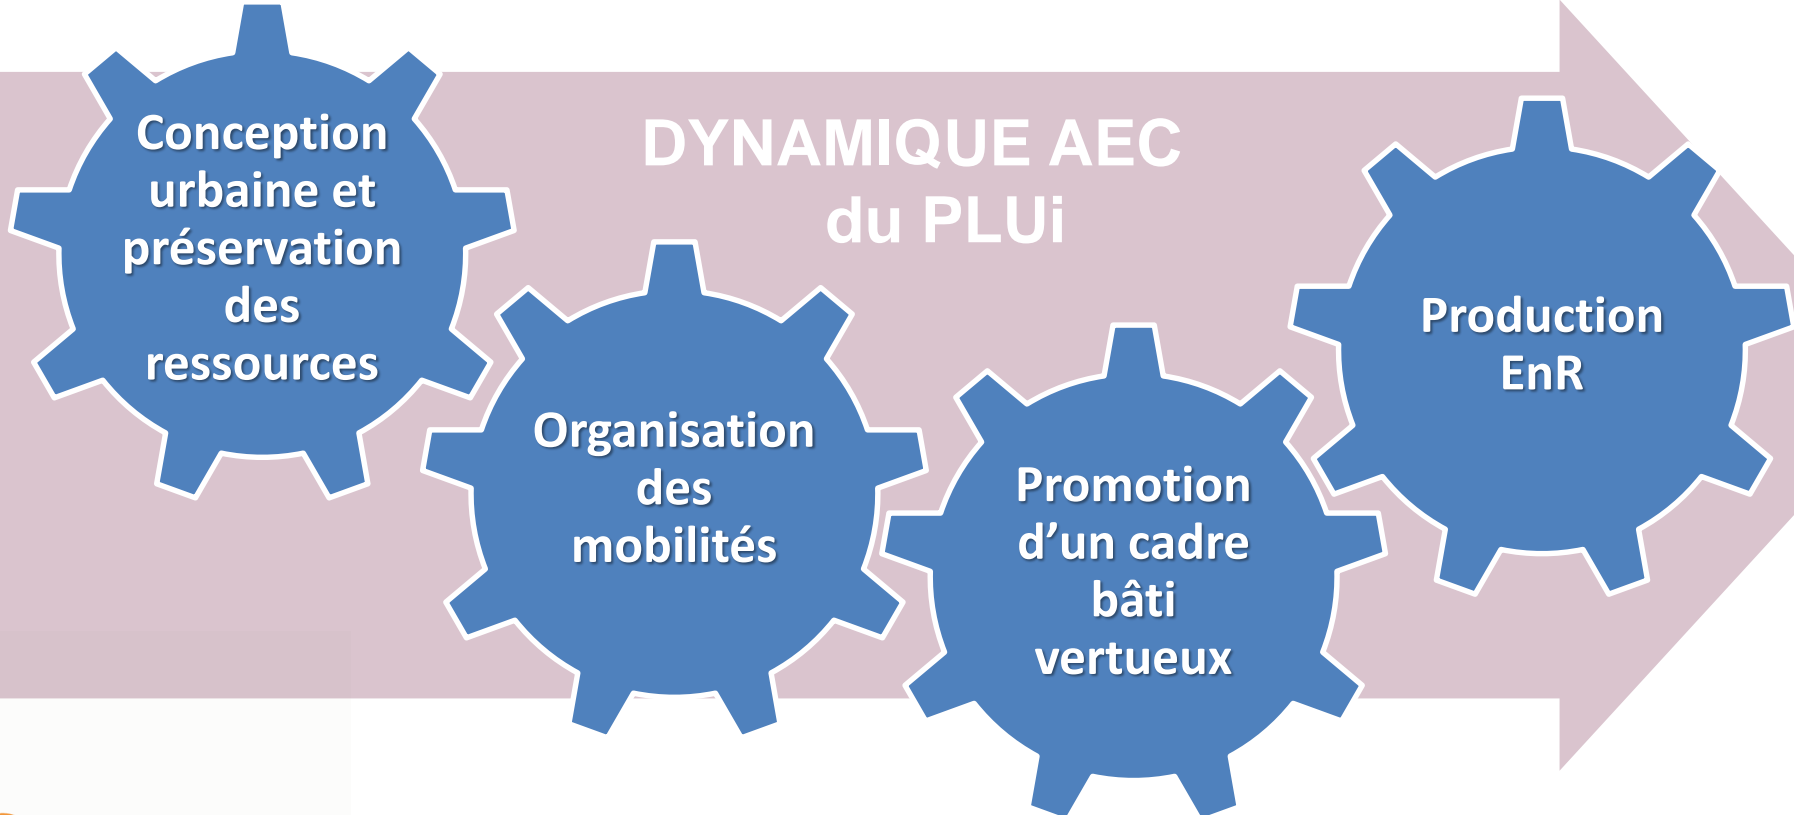 Conception
urbaine et
préservation
des
ressources
DYNAMIQUE AEC
du PLUi
Organisation
des
mobilités
Promotion
d’un cadre
bâti
vertueux
Production
EnR